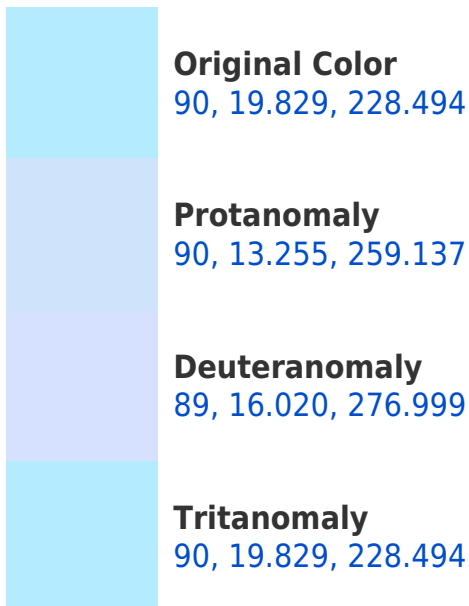 Original Color
90, 19.829, 228.494
Protanomaly
90, 13.255, 259.137
Deuteranomaly
89, 16.020, 276.999
Tritanomaly
90, 19.829, 228.494